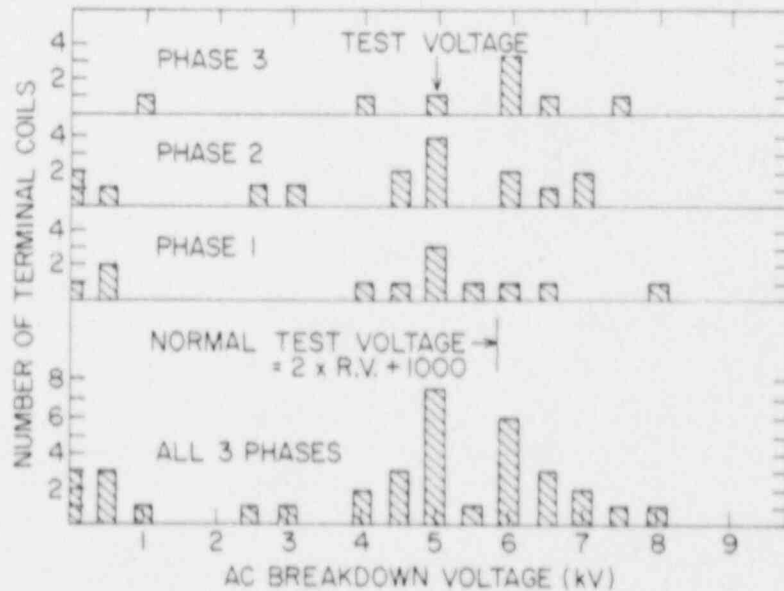 NUMBER OF TERMINAL COILS
4
2
PHASE 3
TEST VOLTAGE
4
2
PHASE 2
4
2
PHASE 1
NORMAL TEST VOLTAGE
= 2 x R.V. + 1000
8
6
4
2
ALL 3 PHASES
1 2 3 4 5 6 7 8 9
AC BREAKDOWN VOLTAGE (kV)